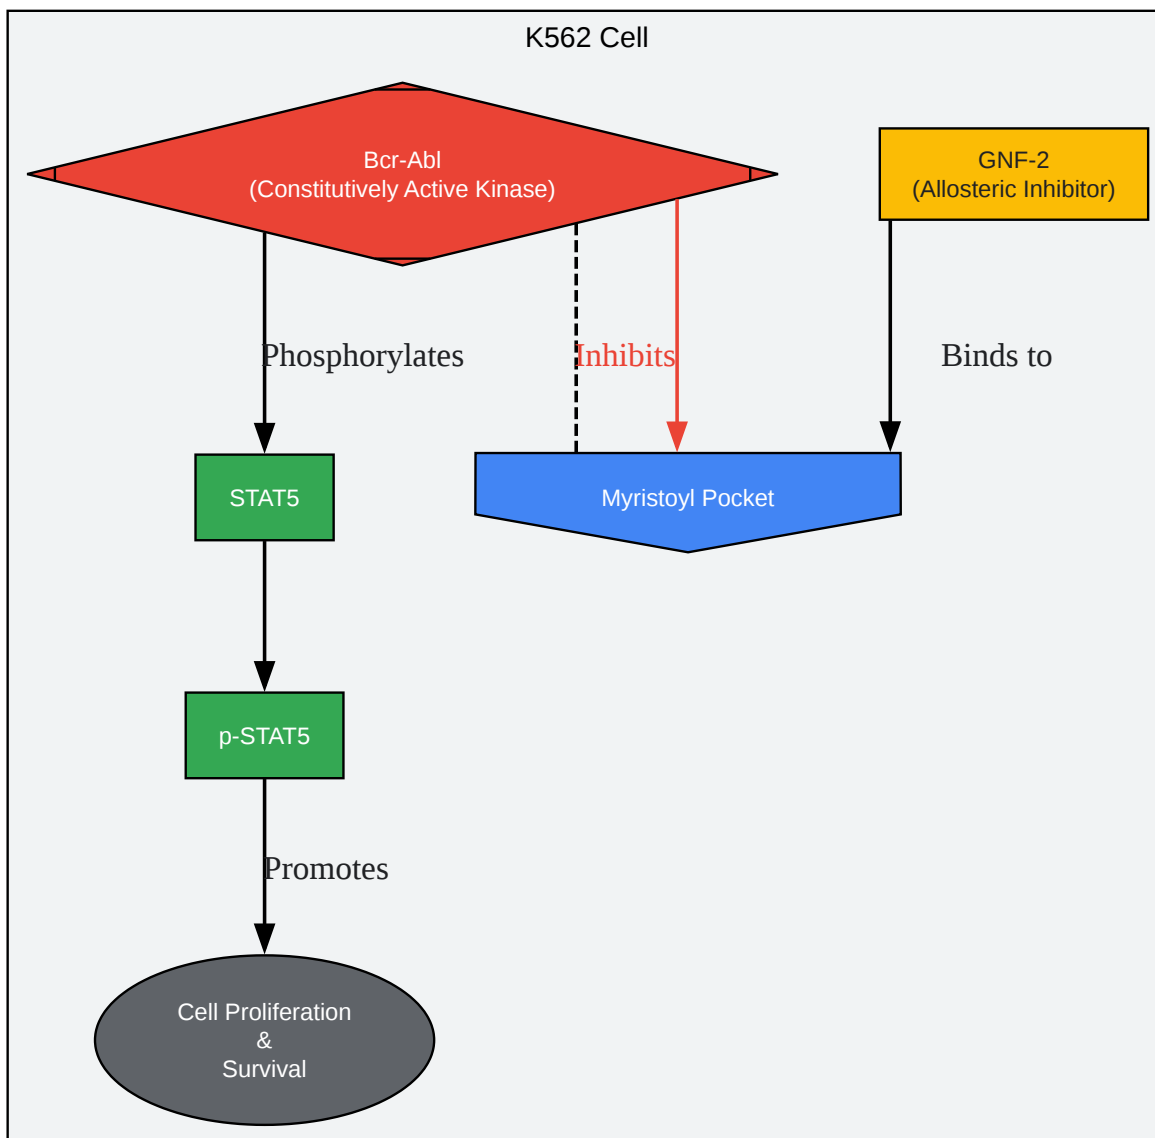 K562 Cell
Bcr-Abl
(Constitutively Active Kinase)
GNF-2
(Allosteric Inhibitor)
Phosphorylates
Inhibits
Binds to
STAT5
Myristoyl Pocket
p-STAT5
Promotes
Cell Proliferation
&
Survival